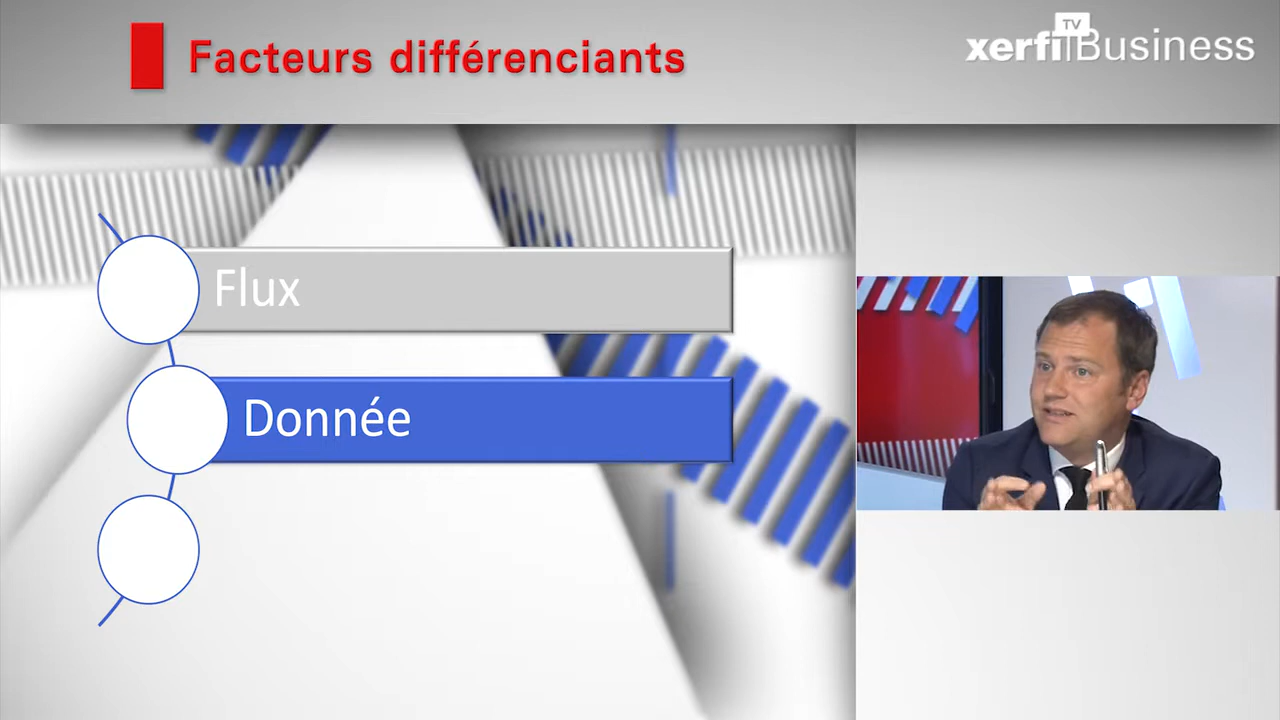 Facteurs différenciants
TV
xerfi Business
Flux
Donnée